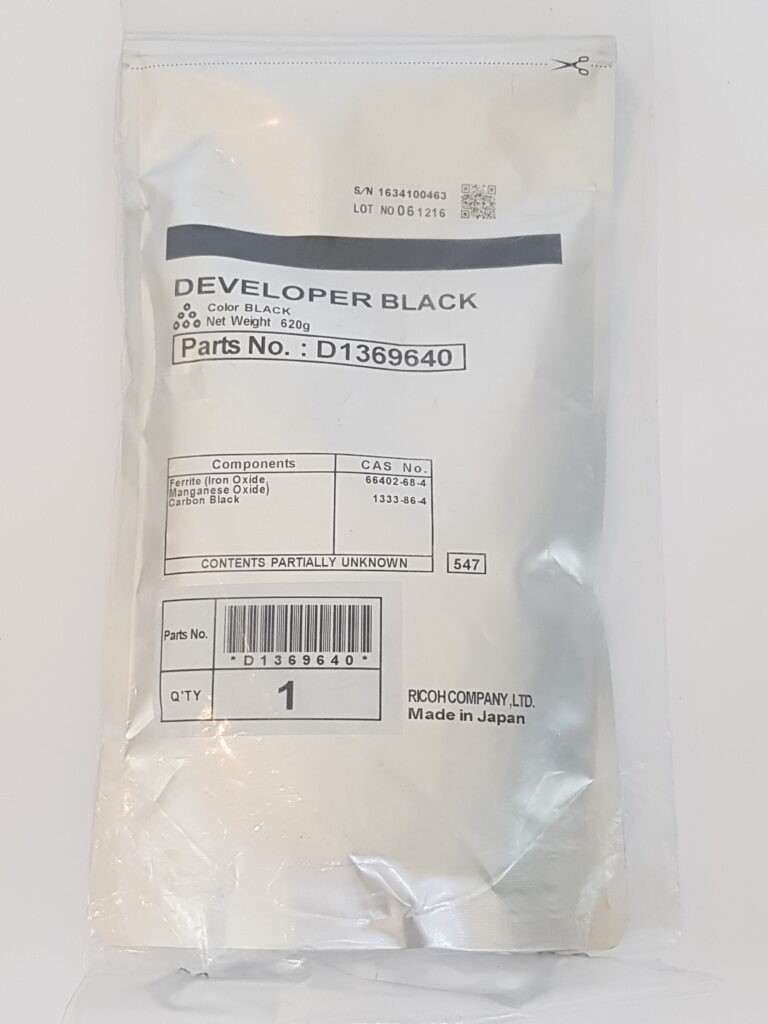 S/N 1634100463
LOT NO 061216
DEVELOPER BLACK
Color BLACK
Net Weight 620g
Parts No. : D1369640
Components CAS No.
Ferrite (Iron Oxide, 66402-68-4
Manganese Oxide)
Carbon Black 1333-86-4
CONTENTS PARTIALLY UNKNOWN 547
Parts No.
*D1369640*
Q'TY 1
RICOH COMPANY,LTD.
Made in Japan